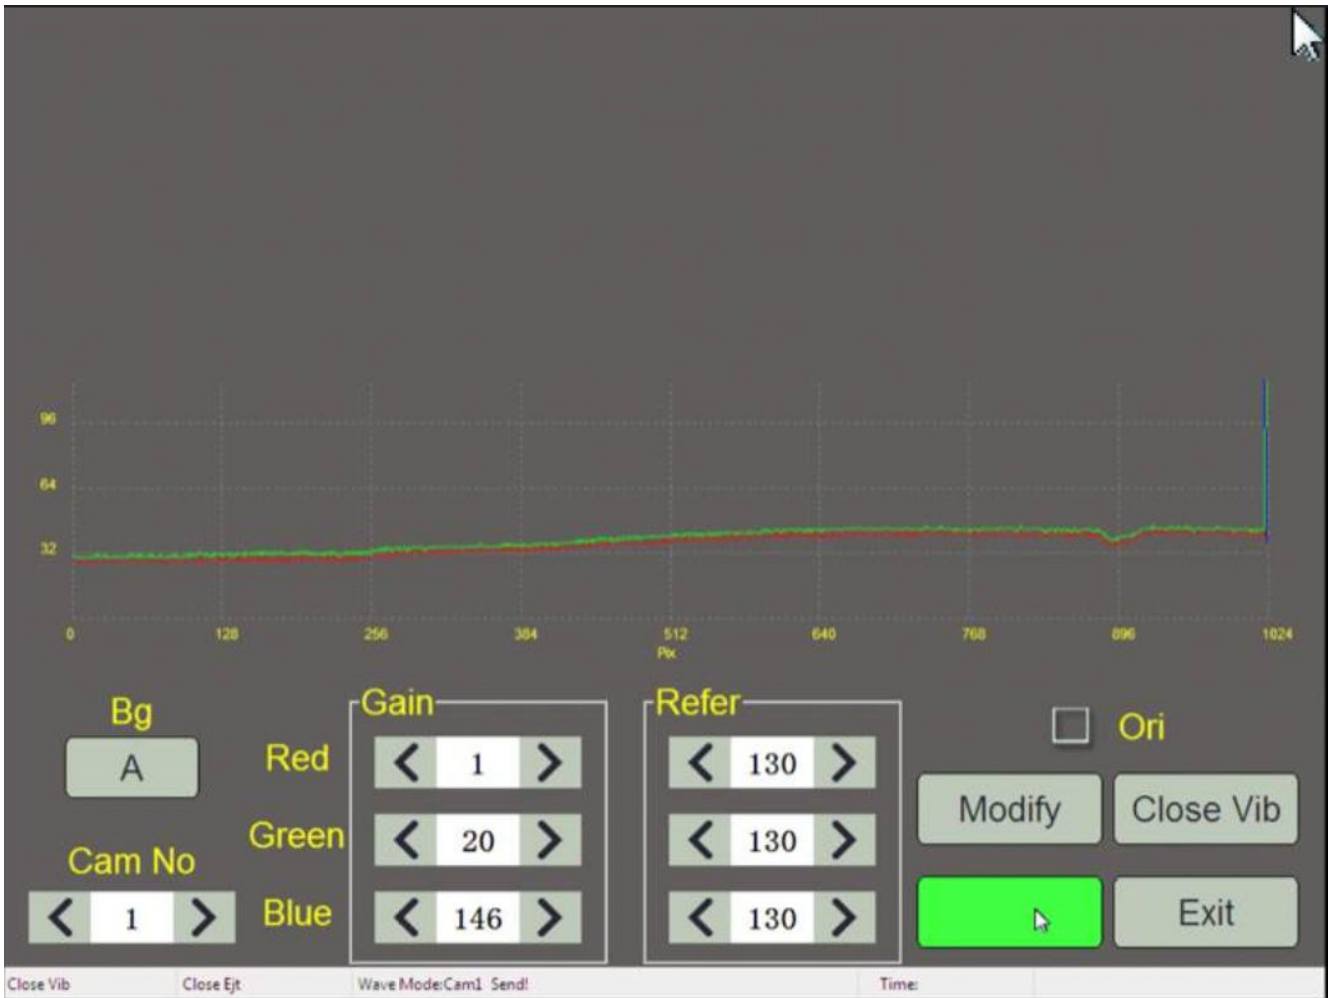 96
64
32
0 128 256 384 512 640 768 896 1024
Pix
Bg
A
Cam No
1
Gain
Red 1
Green 20
Blue 146
Refer
130
130
130
Ori
Modify Close Vib
Exit
Close Vib Close Ejt Wave Mode:Cam1 Send! Time: